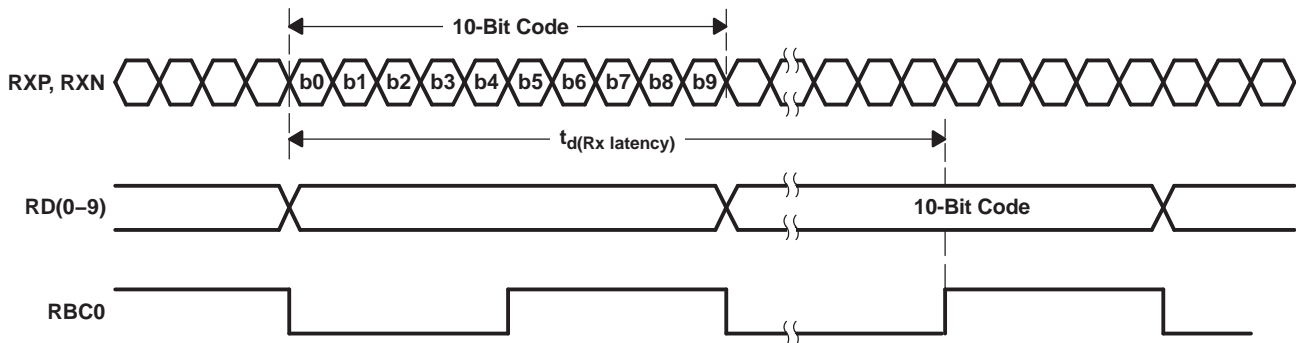 10-Bit Code
RXP, RXN
b0 b1 b2 b3 b4 b5 b6 b7 b8 b9
td(Rx latency)
RD(0–9)
10-Bit Code
RBC0